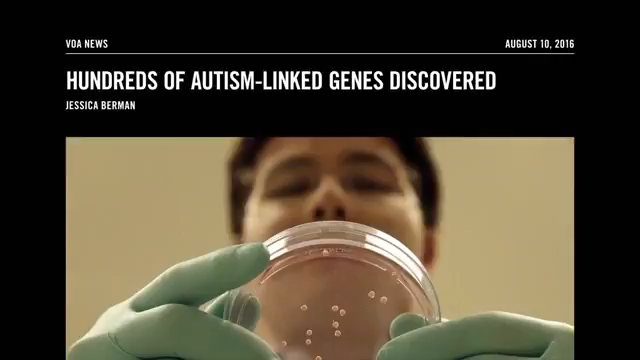 VOA NEWS
AUGUST 10, 2016
HUNDREDS OF AUTISM-LINKED GENES DISCOVERED
JESSICA BERMAN